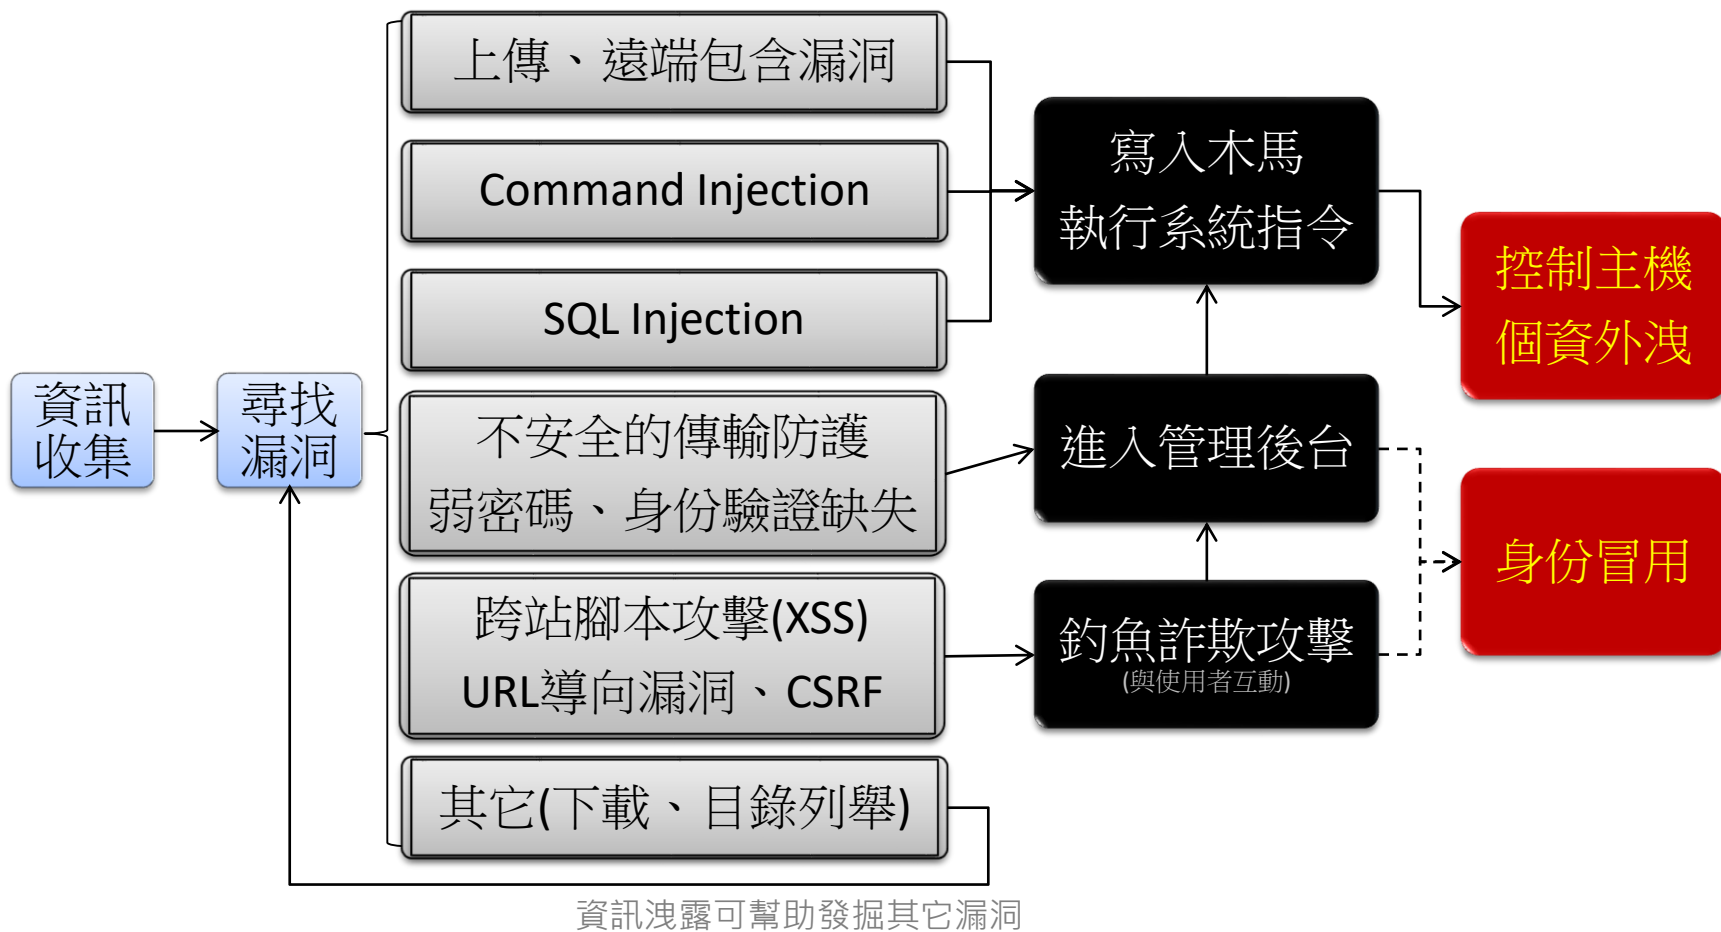 上傳、遠端包含漏洞
Command Injection
SQL Injection
資訊
收集
尋找
漏洞
不安全的傳輸防護
弱密碼、身份驗證缺失
跨站腳本攻擊(XSS)
URL導向漏洞、CSRF
其它(下載、目錄列舉)
寫入木馬
執行系統指令
進入管理後台
釣魚詐欺攻擊
(與使用者互動)
控制主機
個資外洩
身份冒用
資訊洩露可幫助發掘其它漏洞